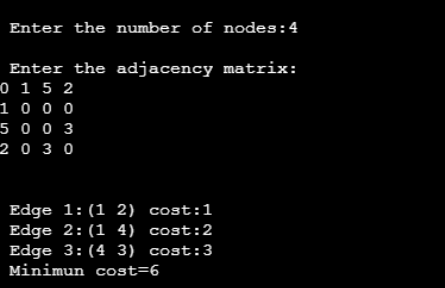 Enter the number of nodes:4
Enter the adjacency matrix:
0 1 5 2
1 0 0 0
5 0 0 3
2 0 3 0
Edge 1:(1 2) cost:1
Edge 2:(1 4) cost:2
Edge 3:(4 3) cost:3
Minimun cost=6